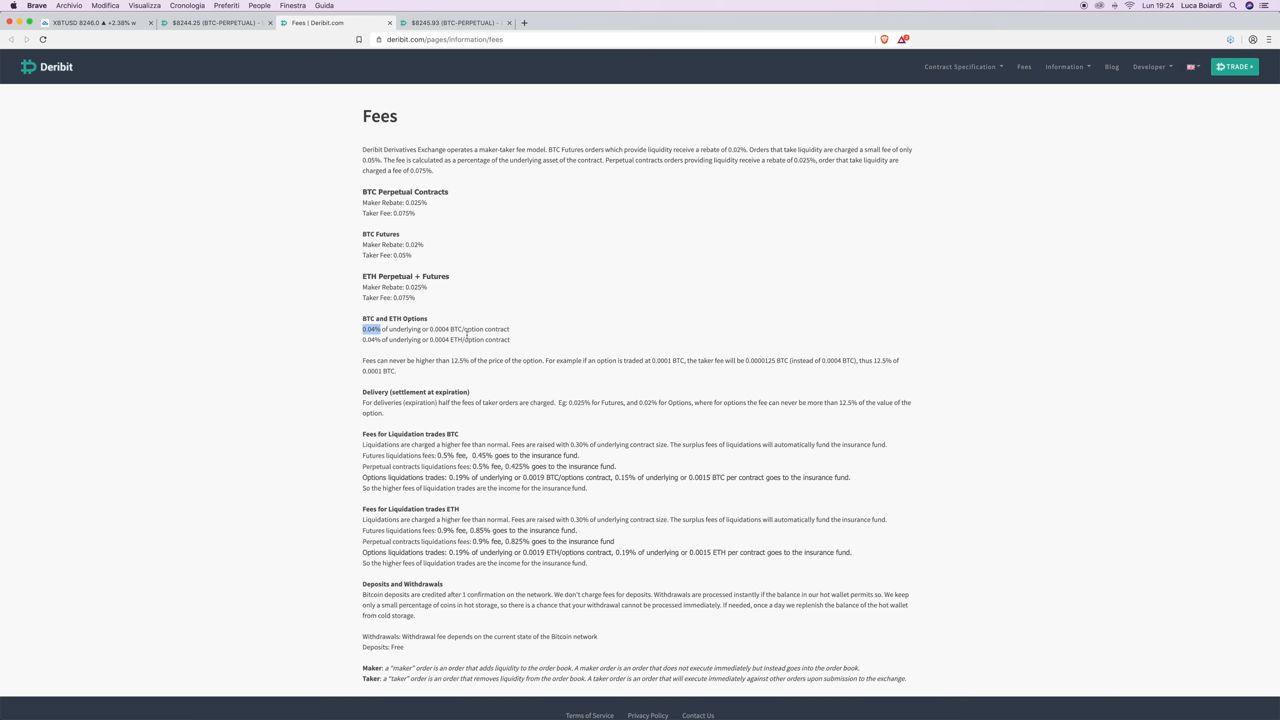 Brave Archivio Modifica Visualizza Cronologia Preferiti People Finestra Guida Lun 19:24 Luca Boiardi
XBTUSD 8246.0 ▲ +2.38% w $8244.25 (BTC-PERPETUAL) - Fees | Deribit.com $8245.93 (BTC-PERPETUAL) -
deribit.com/pages/information/fees
Deribit Contract Specification Fees Information Blog Developer TRADE »
Fees
Deribit Derivatives Exchange operates a maker-taker fee model. BTC Futures orders which provide liquidity receive a rebate of 0.02%. Orders that take liquidity are charged a small fee of only
0.05%. The fee is calculated as a percentage of the underlying asset of the contract. Perpetual contracts orders providing liquidity receive a rebate of 0.025%, order that take liquidity are
charged a fee of 0.075%.
BTC Perpetual Contracts
Maker Rebate: 0.025%
Taker Fee: 0.075%
BTC Futures
Maker Rebate: 0.02%
Taker Fee: 0.05%
ETH Perpetual + Futures
Maker Rebate: 0.025%
Taker Fee: 0.075%
BTC and ETH Options
0.04% of underlying or 0.0004 BTC/option contract
0.04% of underlying or 0.0004 ETH/option contract
Fees can never be higher than 12.5% of the price of the option. For example if an option is traded at 0.0001 BTC, the taker fee will be 0.0000125 BTC (instead of 0.0004 BTC), thus 12.5% of
0.0001 BTC.
Delivery (settlement at expiration)
For deliveries (expiration) half the fees of taker orders are charged. Eg: 0.025% for Futures, and 0.02% for Options, where for options the fee can never be more than 12.5% of the value of the
option.
Fees for Liquidation trades BTC
Liquidations are charged a higher fee than normal. Fees are raised with 0.30% of underlying contract size. The surplus fees of liquidations will automatically fund the insurance fund.
Futures liquidations fees: 0.5% fee, 0.45% goes to the insurance fund.
Perpetual contracts liquidations fees: 0.5% fee, 0.425% goes to the insurance fund.
Options liquidations trades: 0.19% of underlying or 0.0019 BTC/options contract, 0.15% of underlying or 0.0015 BTC per contract goes to the insurance fund.
So the higher fees of liquidation trades are the income for the insurance fund.
Fees for Liquidation trades ETH
Liquidations are charged a higher fee than normal. Fees are raised with 0.30% of underlying contract size. The surplus fees of liquidations will automatically fund the insurance fund.
Futures liquidations fees: 0.9% fee, 0.85% goes to the insurance fund.
Perpetual contracts liquidations fees: 0.9% fee, 0.825% goes to the insurance fund
Options liquidations trades: 0.19% of underlying or 0.0019 ETH/options contract, 0.19% of underlying or 0.0015 ETH per contract goes to the insurance fund.
So the higher fees of liquidation trades are the income for the insurance fund.
Deposits and Withdrawals
Bitcoin deposits are credited after 1 confirmation on the network. We don't charge fees for deposits. Withdrawals are processed instantly if the balance in our hot wallet permits so. We keep
only a small percentage of coins in hot storage, so there is a chance that your withdrawal cannot be processed immediately. If needed, once a day we replenish the balance of the hot wallet
from cold storage.
Withdrawals: Withdrawal fee depends on the current state of the Bitcoin network
Deposits: Free
Maker: a "maker" order is an order that adds liquidity to the order book. A maker order is an order that does not execute immediately but instead goes into the order book.
Taker: a "taker" order is an order that removes liquidity from the order book. A taker order is an order that will execute immediately against other orders upon submission to the exchange.
Terms of Service Privacy Policy Contact Us